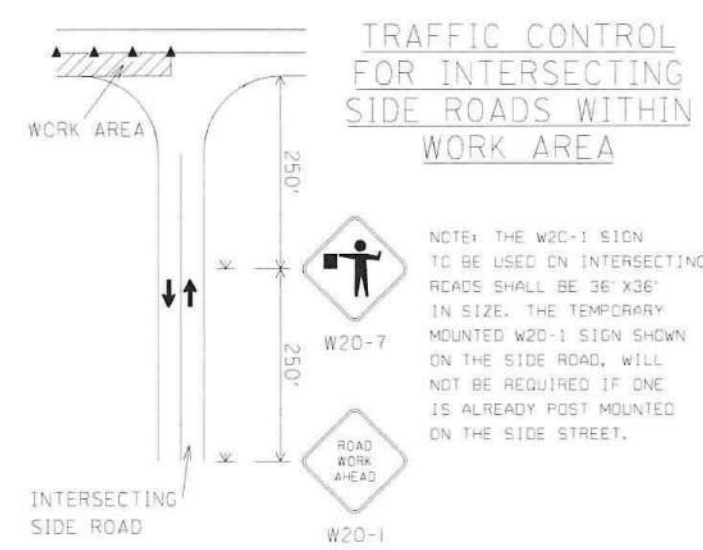 TRAFFIC CONTROL
FOR INTERSECTING
SIDE ROADS WITHIN
WORK AREA
WORK AREA
250'
W20-7
NOTE: THE W20-1 SIGN
TO BE USED ON INTERSECTING
ROADS SHALL BE 36"X36"
IN SIZE. THE TEMPORARY
MOUNTED W20-1 SIGN SHOWN
ON THE SIDE ROAD, WILL
NOT BE REQUIRED IF ONE
IS ALREADY POST MOUNTED
ON THE SIDE STREET.
250'
ROAD
WORK
AHEAD
INTERSECTING
SIDE ROAD
W20-1